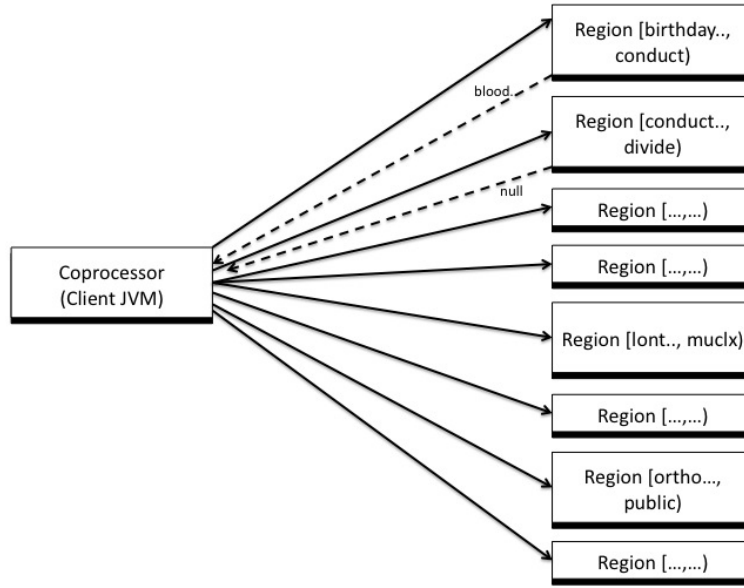 Region [birthday..,
conduct)
blood..
Region [conduct..,
divide)
null
Region [...,...)
Coprocessor
(Client JVM)
Region [...,...)
Region [lont.., muclx)
Region [...,...)
Region [ortho...,
public)
Region [...,...)